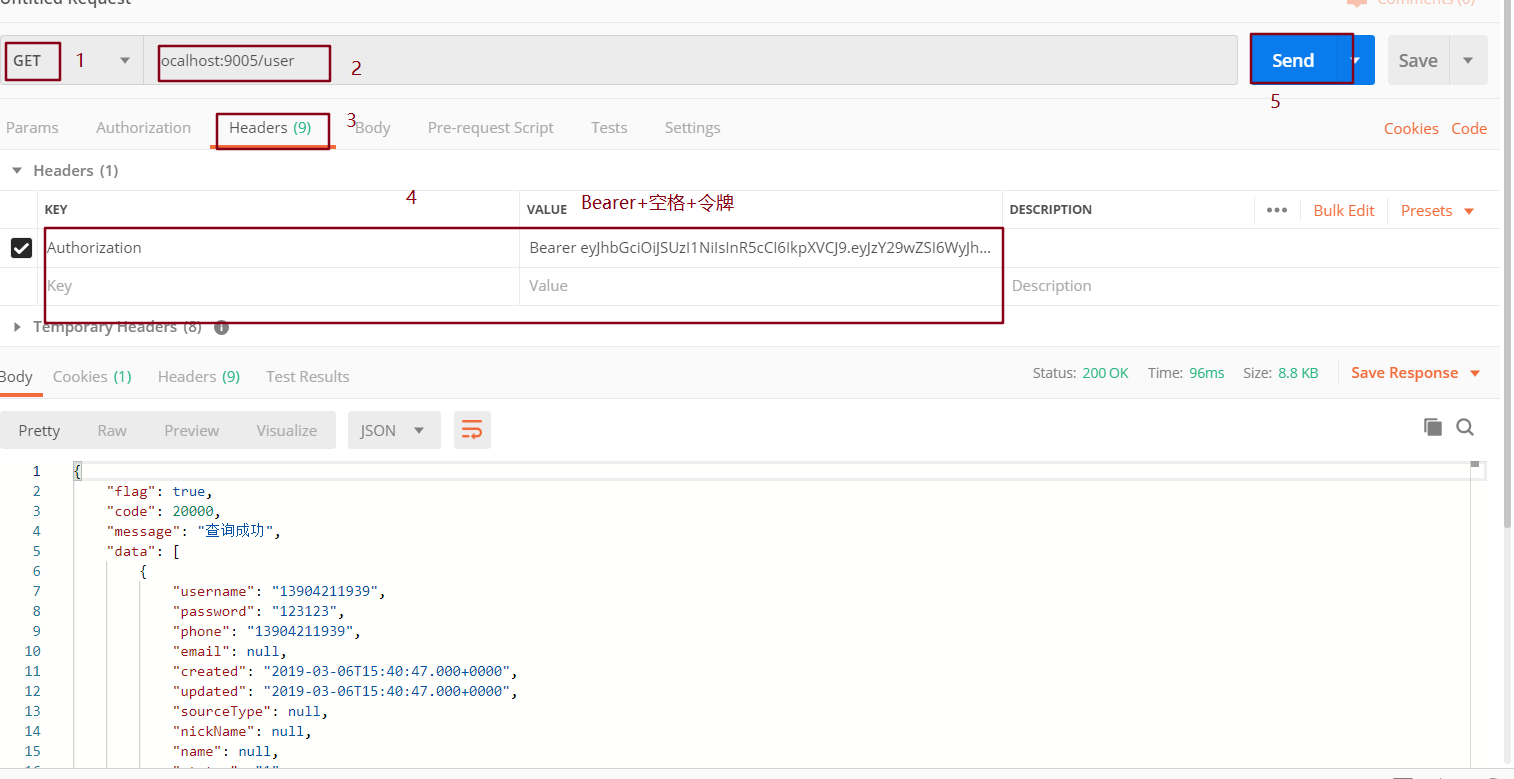 Untitled Request
Comments (0)
GET 1 ocalhost:9005/user 2 Send Save
5
Params Authorization Headers (9) 3 Body Pre-request Script Tests Settings Cookies Code
Headers (1)
4
KEY VALUE Bearer+空格+令牌 DESCRIPTION Bulk Edit Presets
Authorization Bearer eyJhbGciOiJSUzI1NiIsInR5cCI6IkpXVCJ9.eyJzY29wZSI6WyJh...
Key Value Description
Temporary Headers (8)
Body Cookies (1) Headers (9) Test Results Status: 200 OK Time: 96ms Size: 8.8 KB Save Response
Pretty Raw Preview Visualize JSON
1 {
2 "flag": true,
3 "code": 20000,
4 "message": "查询成功",
5 "data": [
6 {
7 "username": "13904211939",
8 "password": "123123",
9 "phone": "13904211939",
10 "email": null,
11 "created": "2019-03-06T15:40:47.000+0000",
12 "updated": "2019-03-06T15:40:47.000+0000",
13 "sourceType": null,
14 "nickName": null,
15 "name": null,